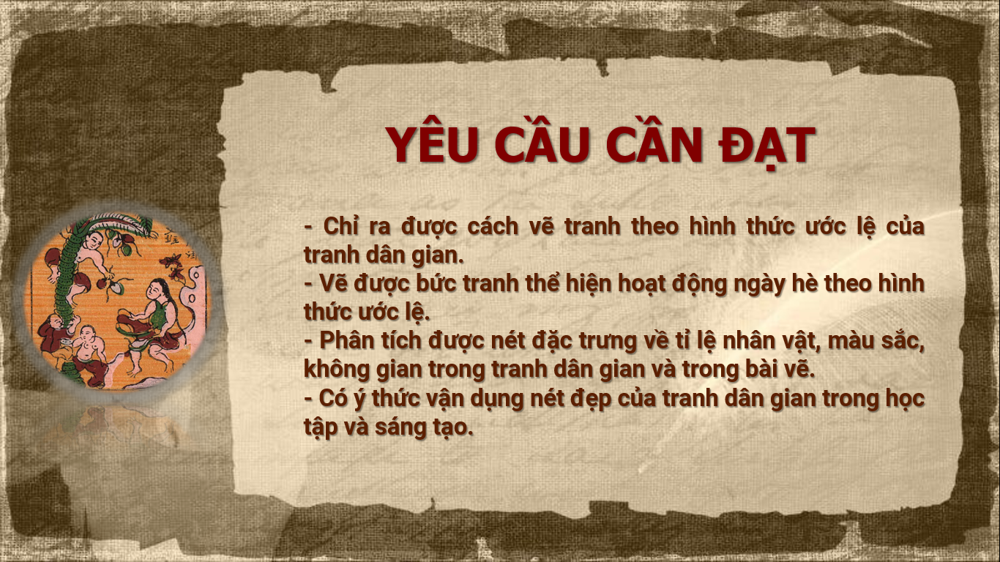 YÊU CẦU CẦN ĐẠT
- Chỉ ra được cách vẽ tranh theo hình thức ước lệ của
tranh dân gian.
- Vẽ được bức tranh thể hiện hoạt động ngày hè theo hình
thức ước lệ.
- Phân tích được nét đặc trưng về tỉ lệ nhân vật, màu sắc,
không gian trong tranh dân gian và trong bài vẽ.
- Có ý thức vận dụng nét đẹp của tranh dân gian trong học
tập và sáng tạo.